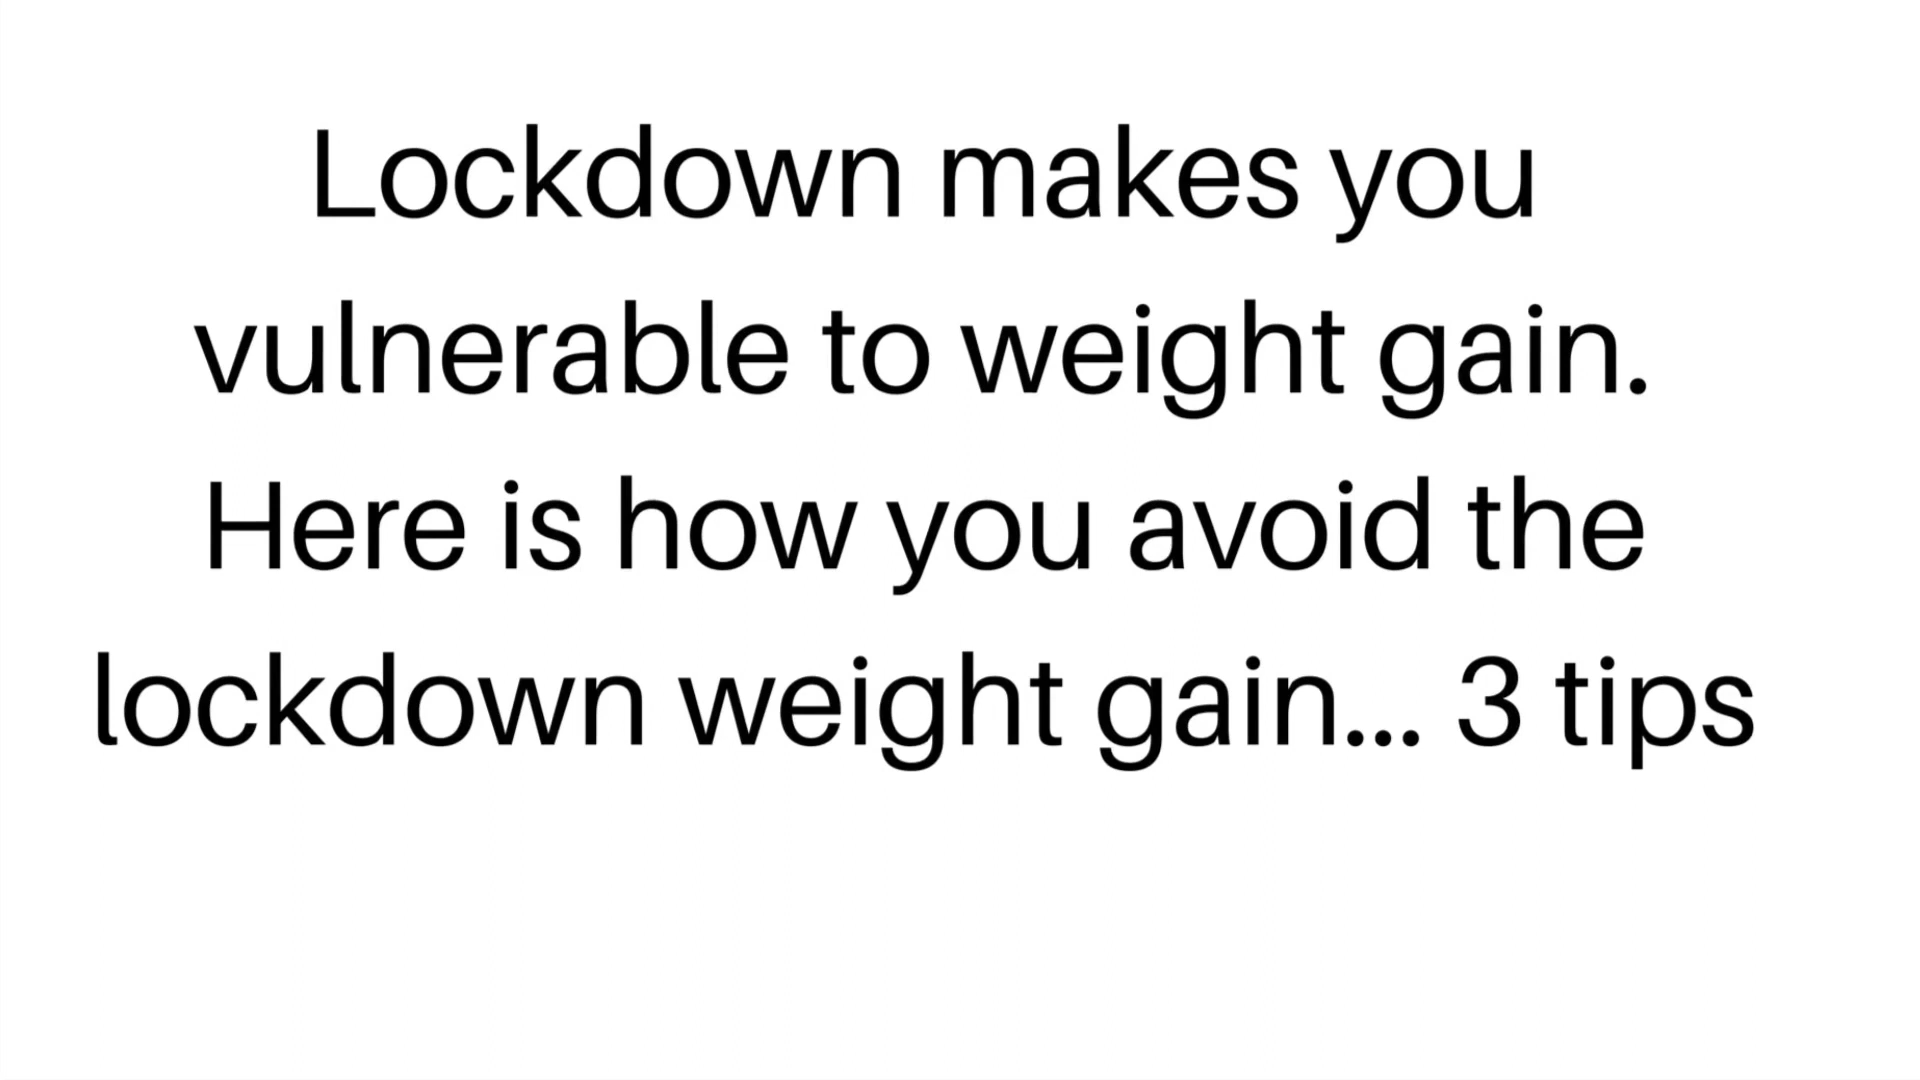 Lockdown makes you
vulnerable to weight gain.
Here is how you avoid the
lockdown weight gain... 3 tips